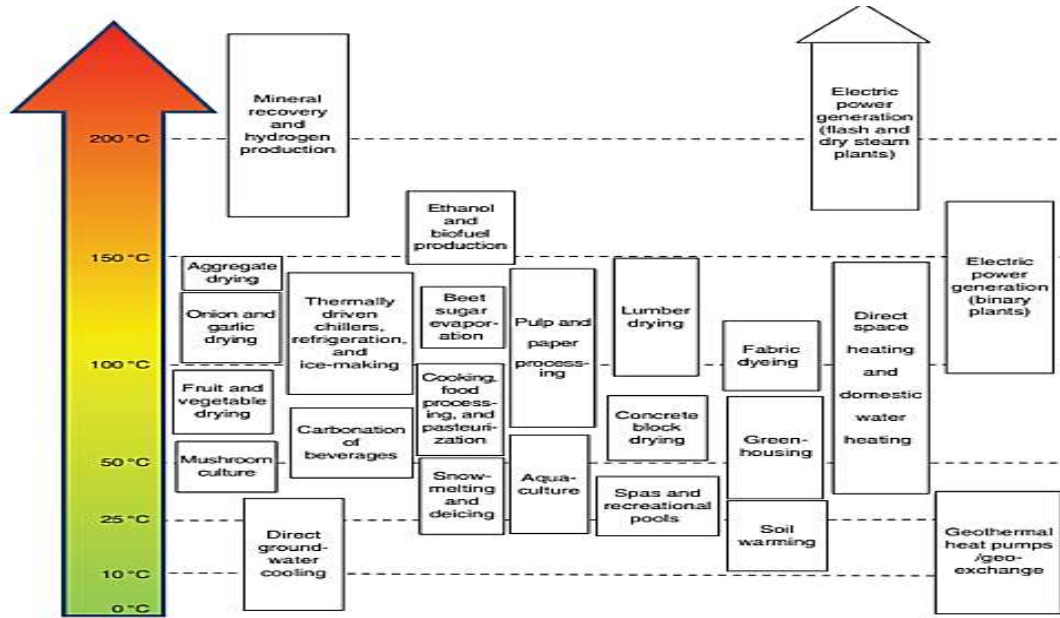 200 °C
150 °C
100 °C
50 °C
25 °C
10 °C
0 °C
Mineral
recovery
and
hydrogen
production
Electric
power
generation
(flash and
dry steam
plants)
Ethanol
and
biofuel
production
Electric
power
generation
(binary
plants)
Aggregate
drying
Onion and
garlic
drying
Fruit and
vegetable
drying
Mushroom
culture
Direct
ground-
water
cooling
Thermally
driven
chillers,
refrigeration,
and
ice-making
Carbonation
of
beverages
Beet
sugar
evapor-
ation
Cooking,
food
process-
ing, and
pasteuri-
zation
Snow-
melting
and
deicing
Pulp and
paper
process-
ing
Aqua-
culture
Lumber
drying
Concrete
block
drying
Spas and
recreational
pools
Fabric
dyeing
Green-
housing
Soil
warming
Direct
space
heating
and
domestic
water
heating
Geothermal
heat pumps
/geo-
exchange